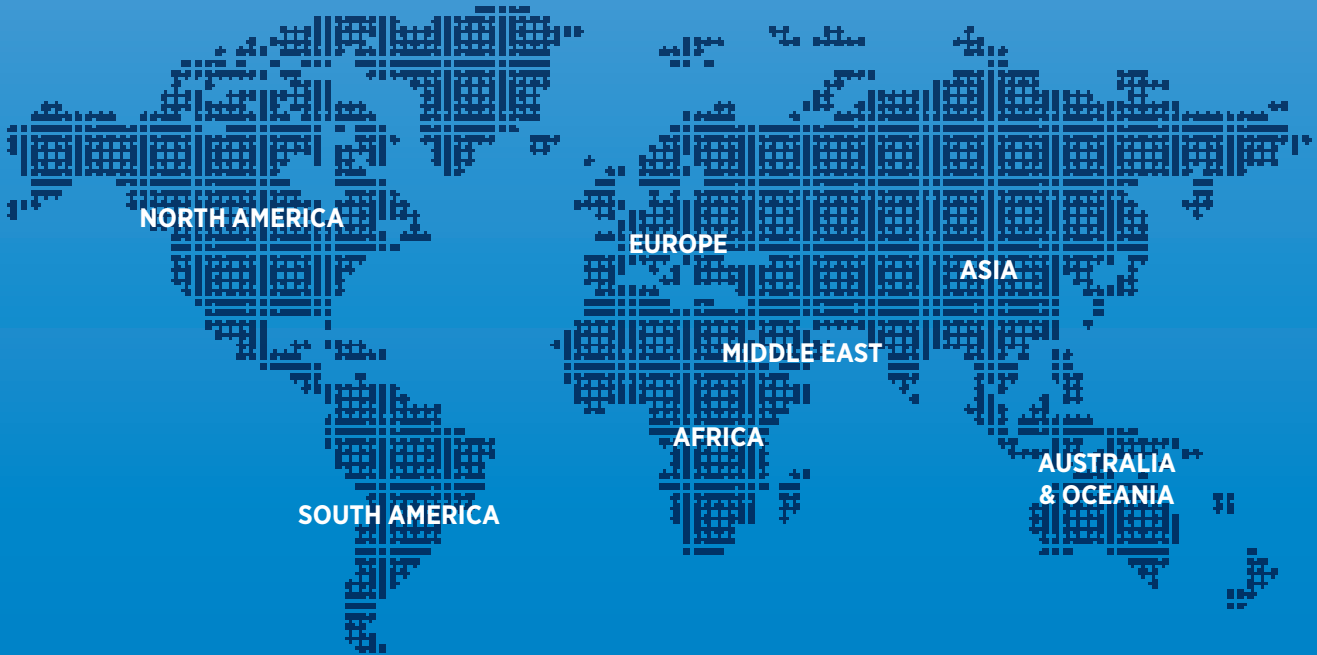 NORTH AMERICA
EUROPE
ASIA
MIDDLE EAST
AFRICA
AUSTRALIA
& OCEANIA
SOUTH AMERICA